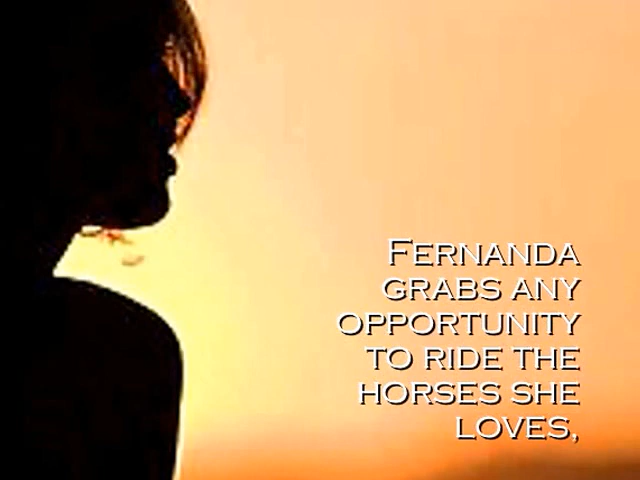 Fernanda
grabs any
opportunity
to ride the
horses she
loves,